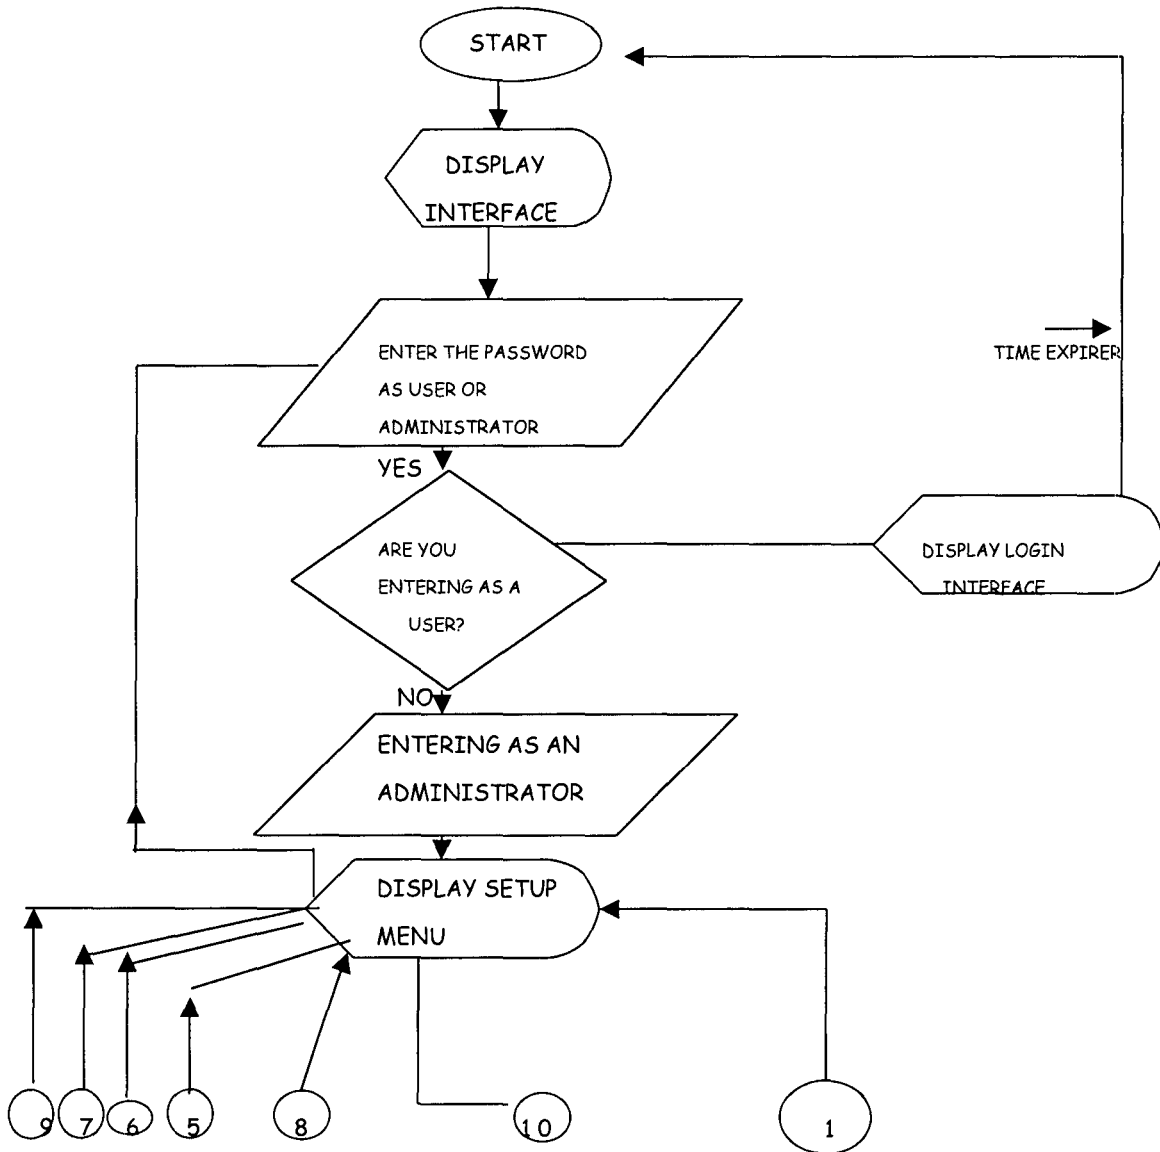 START
DISPLAY
INTERFACE
TIME EXPIRER
ENTER THE PASSWORD
AS USER OR
ADMINISTRATOR
YES
ARE YOU
ENTERING AS A
USER?
DISPLAY LOGIN
INTERFACE
NO
ENTERING AS AN
ADMINISTRATOR
DISPLAY SETUP
MENU
9
7
6
5
8
10
1